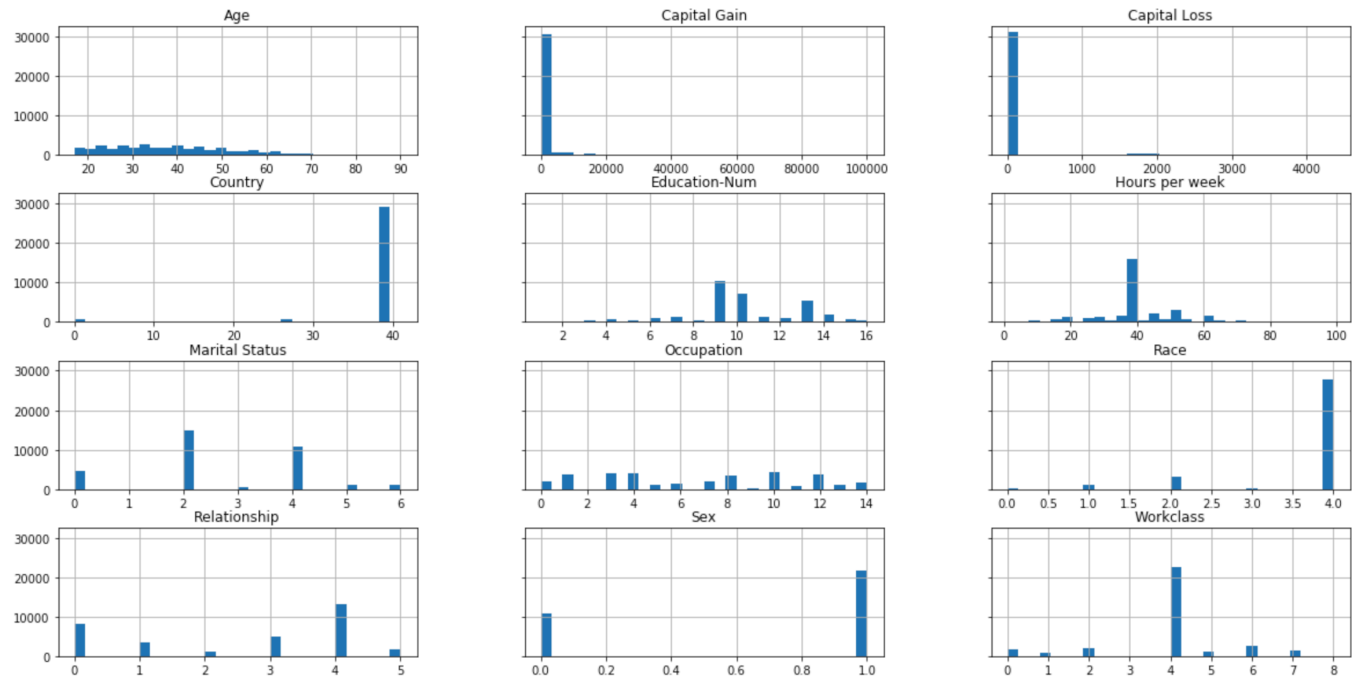 Age Capital Gain Capital Loss
30000
20000
10000
0
20 30 40 50 60 70 80 90 0 20000 40000 60000 80000 100000 0 1000 2000 3000 4000
Country Education-Num Hours per week
30000
20000
10000
0
0 10 20 30 40 2 4 6 8 10 12 14 16 0 20 40 60 80 100
Marital Status Occupation Race
30000
20000
10000
0
0 1 2 3 4 5 6 0 2 4 6 8 10 12 14 0.0 0.5 1.0 1.5 2.0 2.5 3.0 3.5 4.0
Relationship Sex Workclass
30000
20000
10000
0
0 1 2 3 4 5 0.0 0.2 0.4 0.6 0.8 1.0 0 1 2 3 4 5 6 7 8